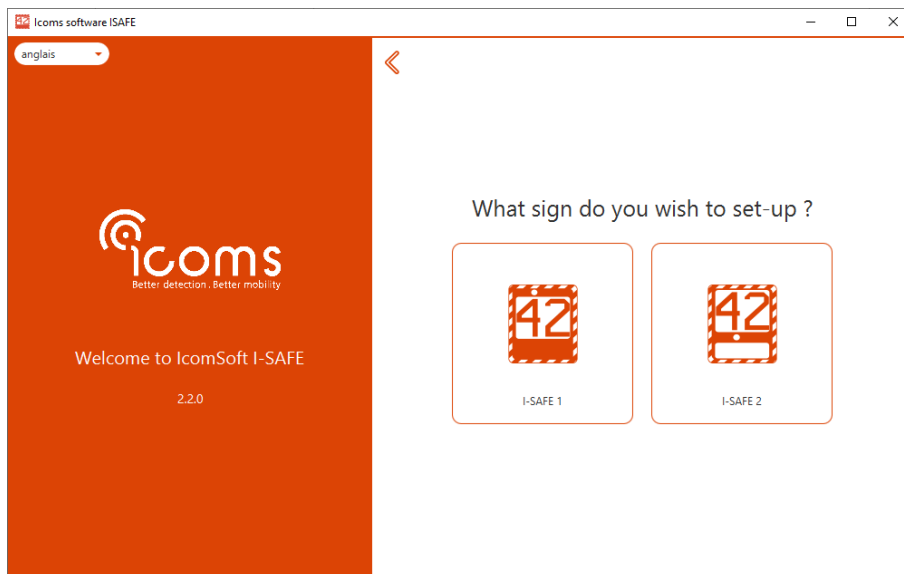 Icoms software ISAFE
anglais
icoms
Better detection. Better mobility
Welcome to IcomSoft I-SAFE
2.2.0
What sign do you wish to set-up ?
42
42
I-SAFE 1
I-SAFE 2